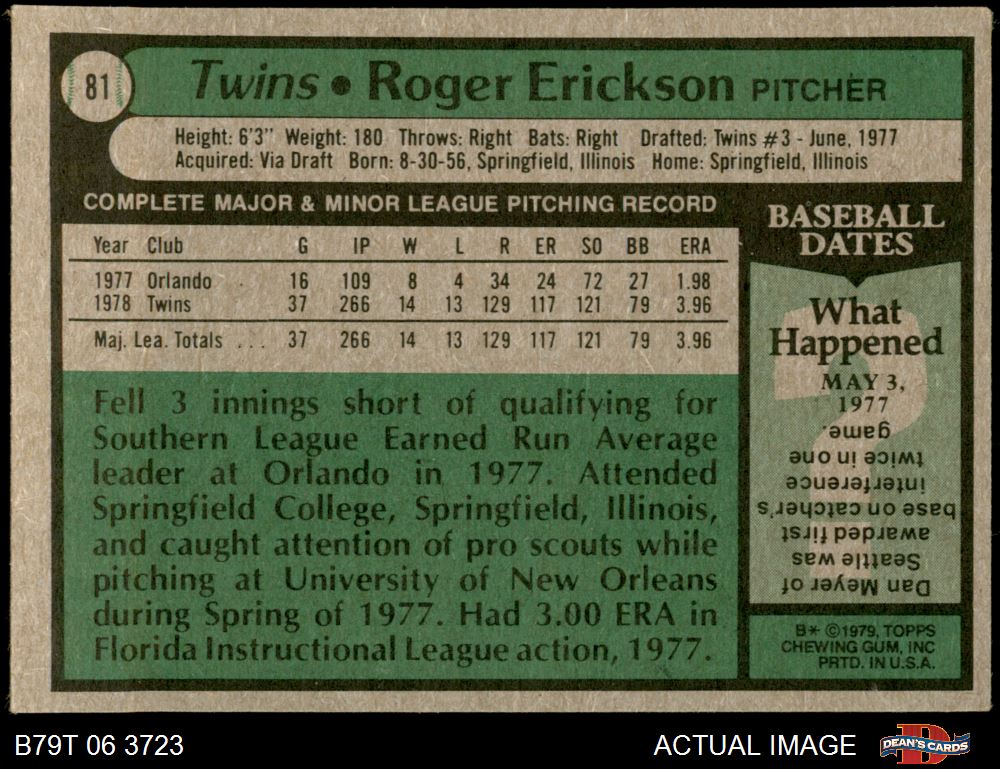 81
Twins • Roger Erickson PITCHER
Height: 6'3" Weight: 180 Throws: Right Bats: Right Drafted: Twins #3 - June, 1977
Acquired: Via Draft Born: 8-30-56, Springfield, Illinois Home: Springfield, Illinois
COMPLETE MAJOR & MINOR LEAGUE PITCHING RECORD
Year Club G IP W L R ER SO BB ERA
1977 Orlando 16 109 8 4 34 24 72 27 1.98
1978 Twins 37 266 14 13 129 117 121 79 3.96
Maj. Lea. Totals . . . 37 266 14 13 129 117 121 79 3.96
Fell 3 innings short of qualifying for
Southern League Earned Run Average
leader at Orlando in 1977. Attended
Springfield College, Springfield, Illinois,
and caught attention of pro scouts while
pitching at University of New Orleans
during Spring of 1977. Had 3.00 ERA in
Florida Instructional League action, 1977.
BASEBALL
DATES
What
Happened
MAY 3,
1977
?
Dan Meyer of
Seattle was
awarded first
base on catcher's
interference
twice in one
game.
B* ©1979, TOPPS
CHEWING GUM, INC
PRTD. IN U.S.A.
B79T 06 3723
ACTUAL IMAGE
D
DEAN'S CARDS